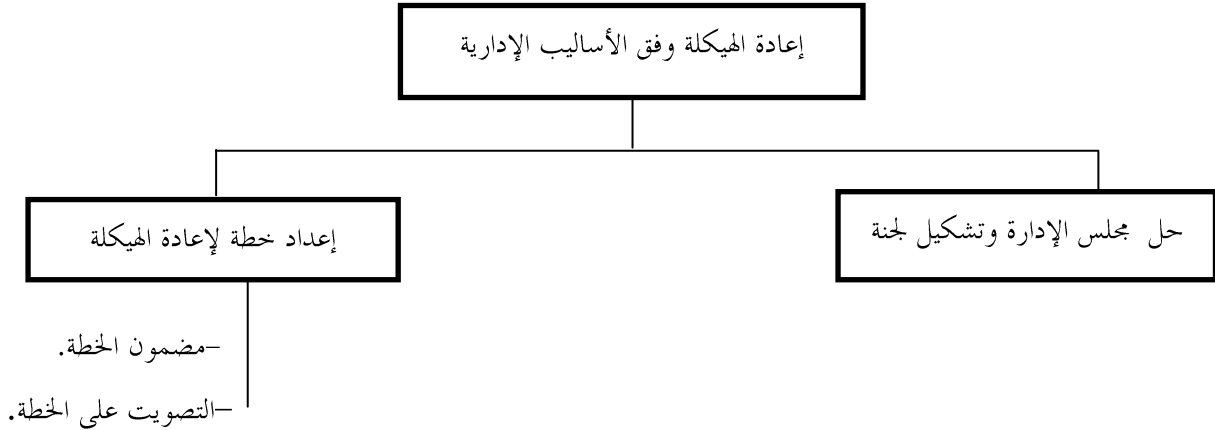 إعادة الهيكلة وفق الأساليب الإدارية
حل مجلس الإدارة وتشكيل لجنة
إعداد خطة لإعادة الهيكلة
-مضمون الخطة.
-التصويت على الخطة.